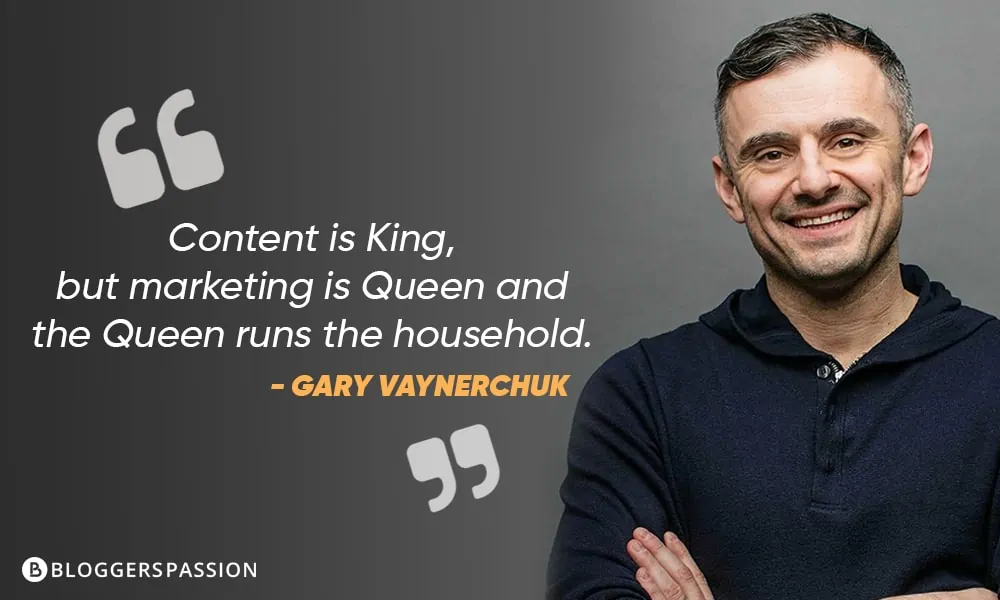 Content is King,
but marketing is Queen and
the Queen runs the household.
- GARY VAYNERCHUK
B BLOGGERSPASSION